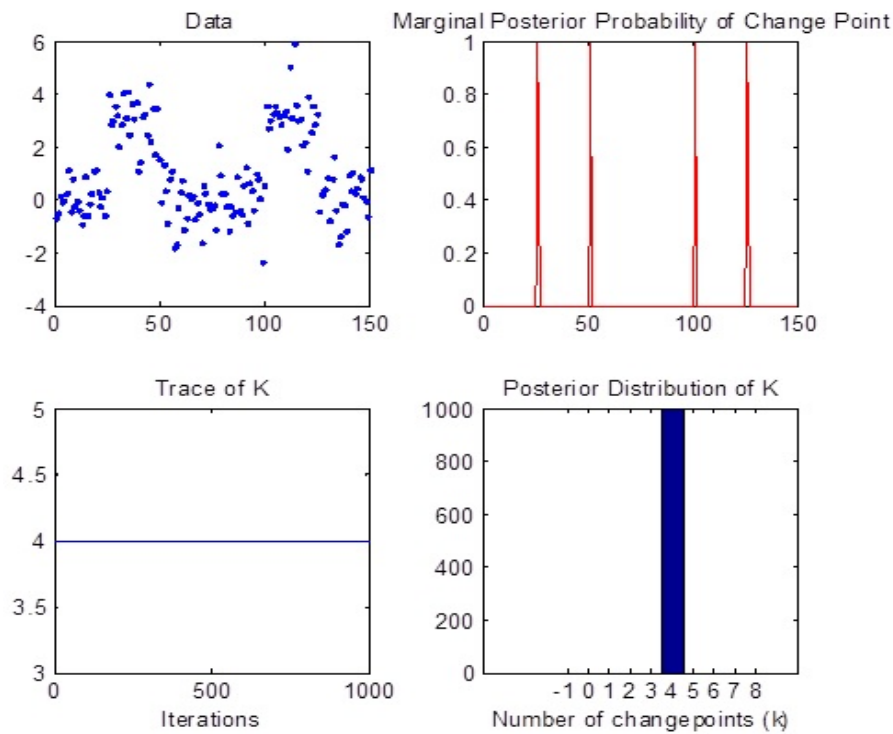 Data
6
4
2
0
-2
-4
0 50 100 150
Marginal Posterior Probability of Change Point
1
0.8
0.6
0.4
0.2
0
0 50 100 150
Trace of K
5
4.5
4
3.5
3
0 500 1000
Iterations
Posterior Distribution of K
1000
800
600
400
200
0
-1 0 1 2 3 4 5 6 7 8
Number of changepoints (k)